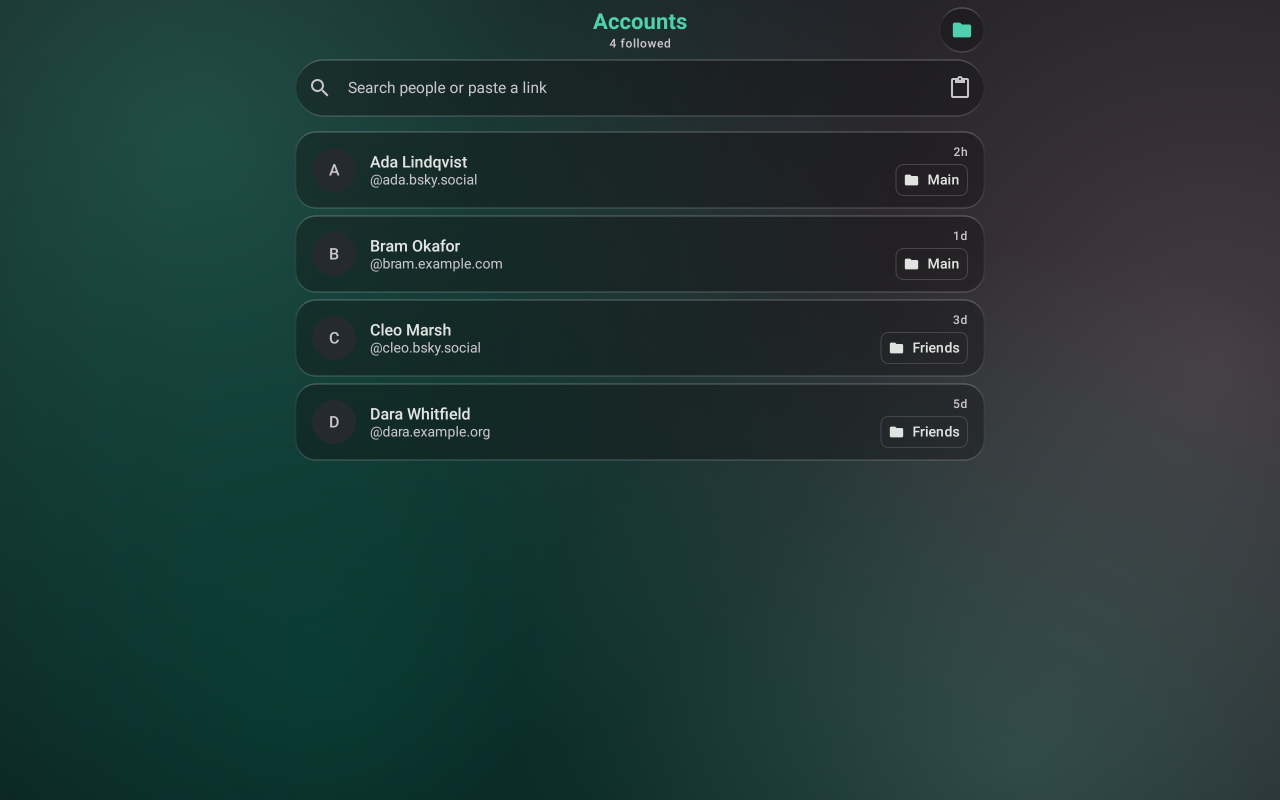 Accounts
4 followed
Search people or paste a link
A
Ada Lindqvist
@ada.bsky.social
2h
Main
B
Bram Okafor
@bram.example.com
1d
Main
C
Cleo Marsh
@cleo.bsky.social
3d
Friends
D
Dara Whitfield
@dara.example.org
5d
Friends